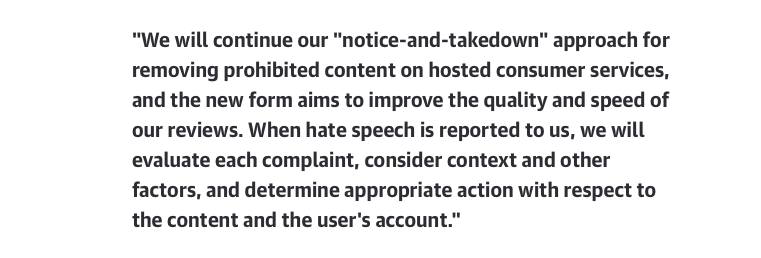 "We will continue our "notice-and-takedown" approach for
removing prohibited content on hosted consumer services,
and the new form aims to improve the quality and speed of
our reviews. When hate speech is reported to us, we will
evaluate each complaint, consider context and other
factors, and determine appropriate action with respect to
the content and the user's account."